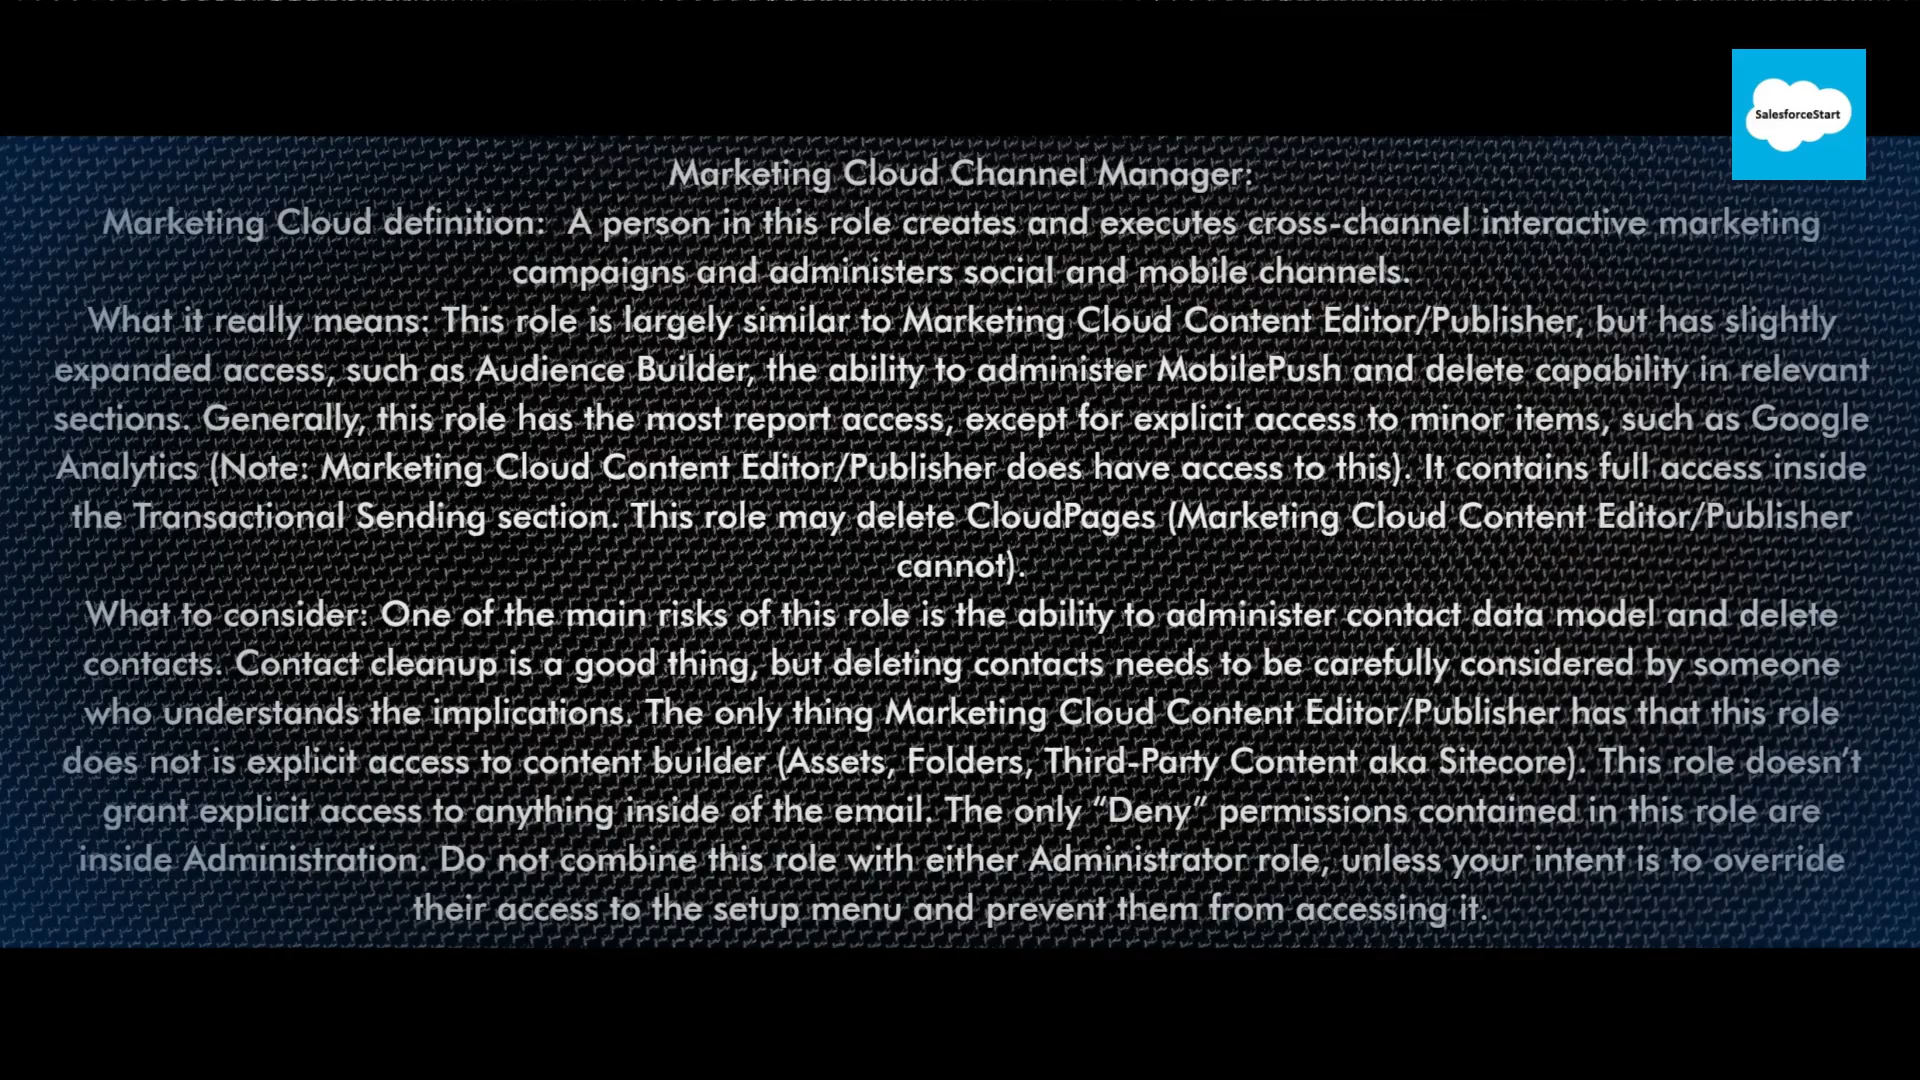 SalesforceStart
Marketing Cloud Channel Manager:
Marketing Cloud definition:  A person in this role creates and executes cross-channel interactive marketing
campaigns and administers social and mobile channels.
What it really means: This role is largely similar to Marketing Cloud Content Editor/Publisher, but has slightly
expanded access, such as Audience Builder, the ability to administer MobilePush and delete capability in relevant
sections. Generally, this role has the most report access, except for explicit access to minor items, such as Google
Analytics (Note: Marketing Cloud Content Editor/Publisher does have access to this). It contains full access inside
the Transactional Sending section. This role may delete CloudPages (Marketing Cloud Content Editor/Publisher
cannot).
What to consider: One of the main risks of this role is the ability to administer contact data model and delete
contacts. Contact cleanup is a good thing, but deleting contacts needs to be carefully considered by someone
who understands the implications. The only thing Marketing Cloud Content Editor/Publisher has that this role
does not is explicit access to content builder (Assets, Folders, Third-Party Content aka Sitecore). This role doesn't
grant explicit access to anything inside of the email. The only “Deny” permissions contained in this role are
inside Administration. Do not combine this role with either Administrator role, unless your intent is to override
their access to the setup menu and prevent them from accessing it.